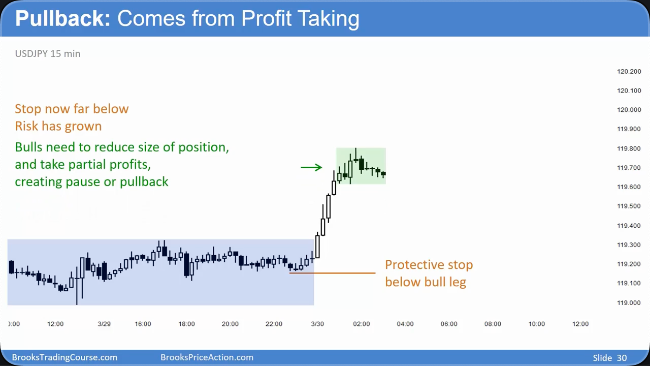 Pullback: Comes from Profit Taking
USDJPY 15 min
Stop now far below
Risk has grown
Bulls need to reduce size of position,
and take partial profits,
creating pause or pullback
Protective stop
below bull leg
120.200
120.100
120.000
119.900
119.800
119.700
119.600
119.500
119.400
119.300
119.200
119.100
119.000
:00 12:00 3/29 16:00 18:00 20:00 22:00 3/30 02:00 04:00 06:00 08:00 10:00 12:00
BrooksTradingCourse.com BrooksPriceAction.com Slide 30